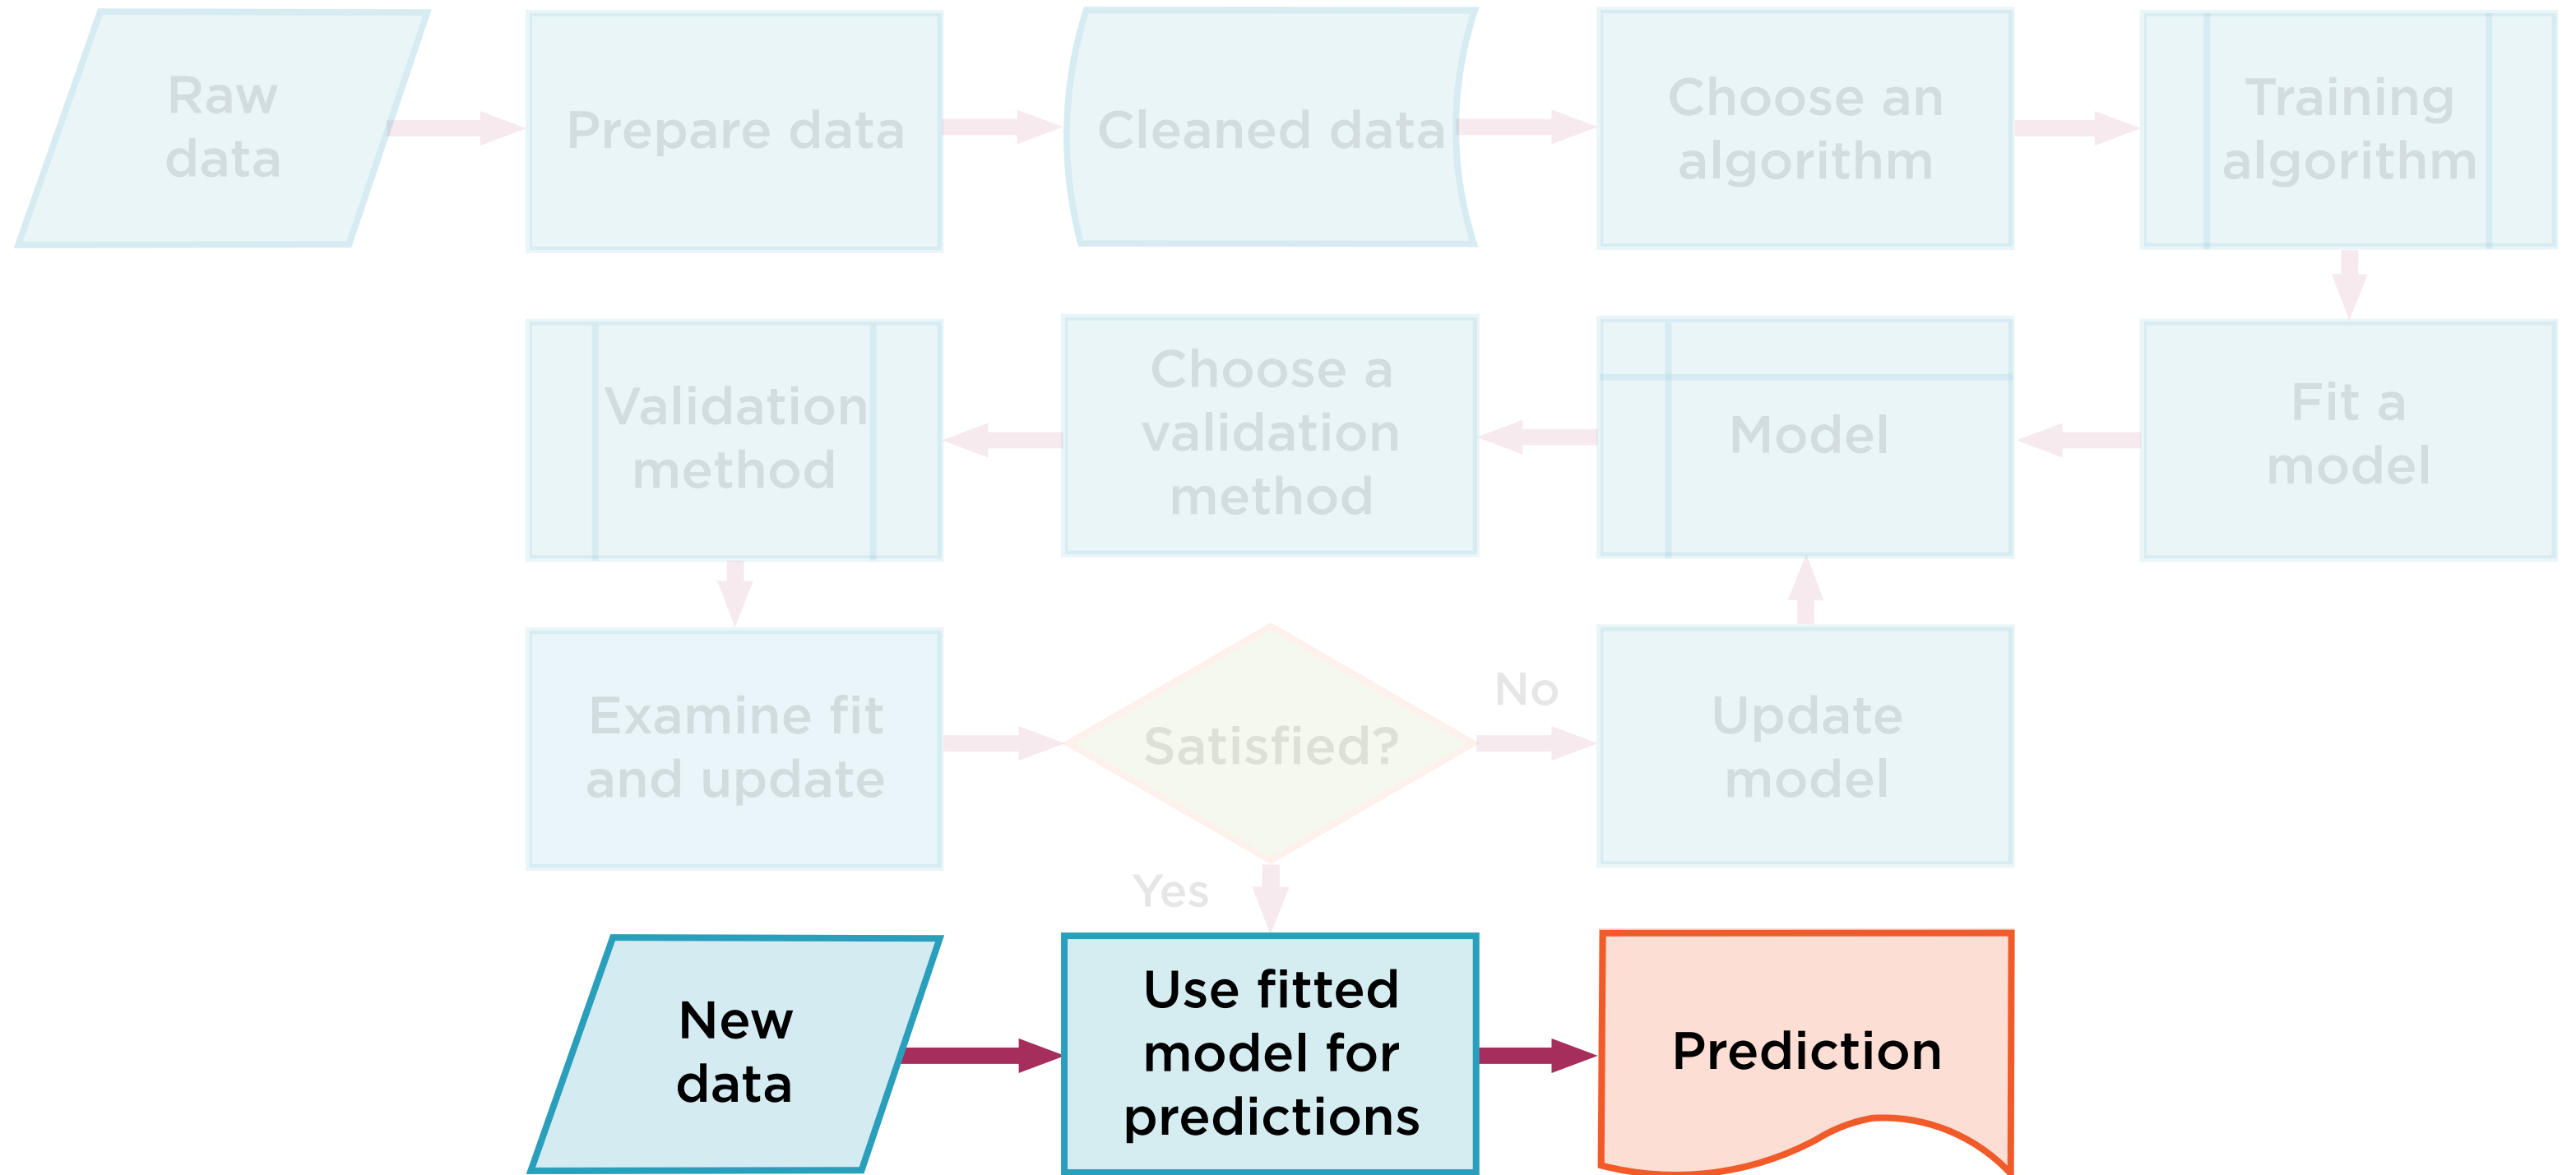 Raw
data
Prepare data
Cleaned data
Choose an
algorithm
Training
algorithm
Validation
method
Choose a
validation
method
Model
Fit a
model
Examine fit
and update
Satisfied?
No
Update
model
Yes
New
data
Use fitted
model for
predictions
Prediction